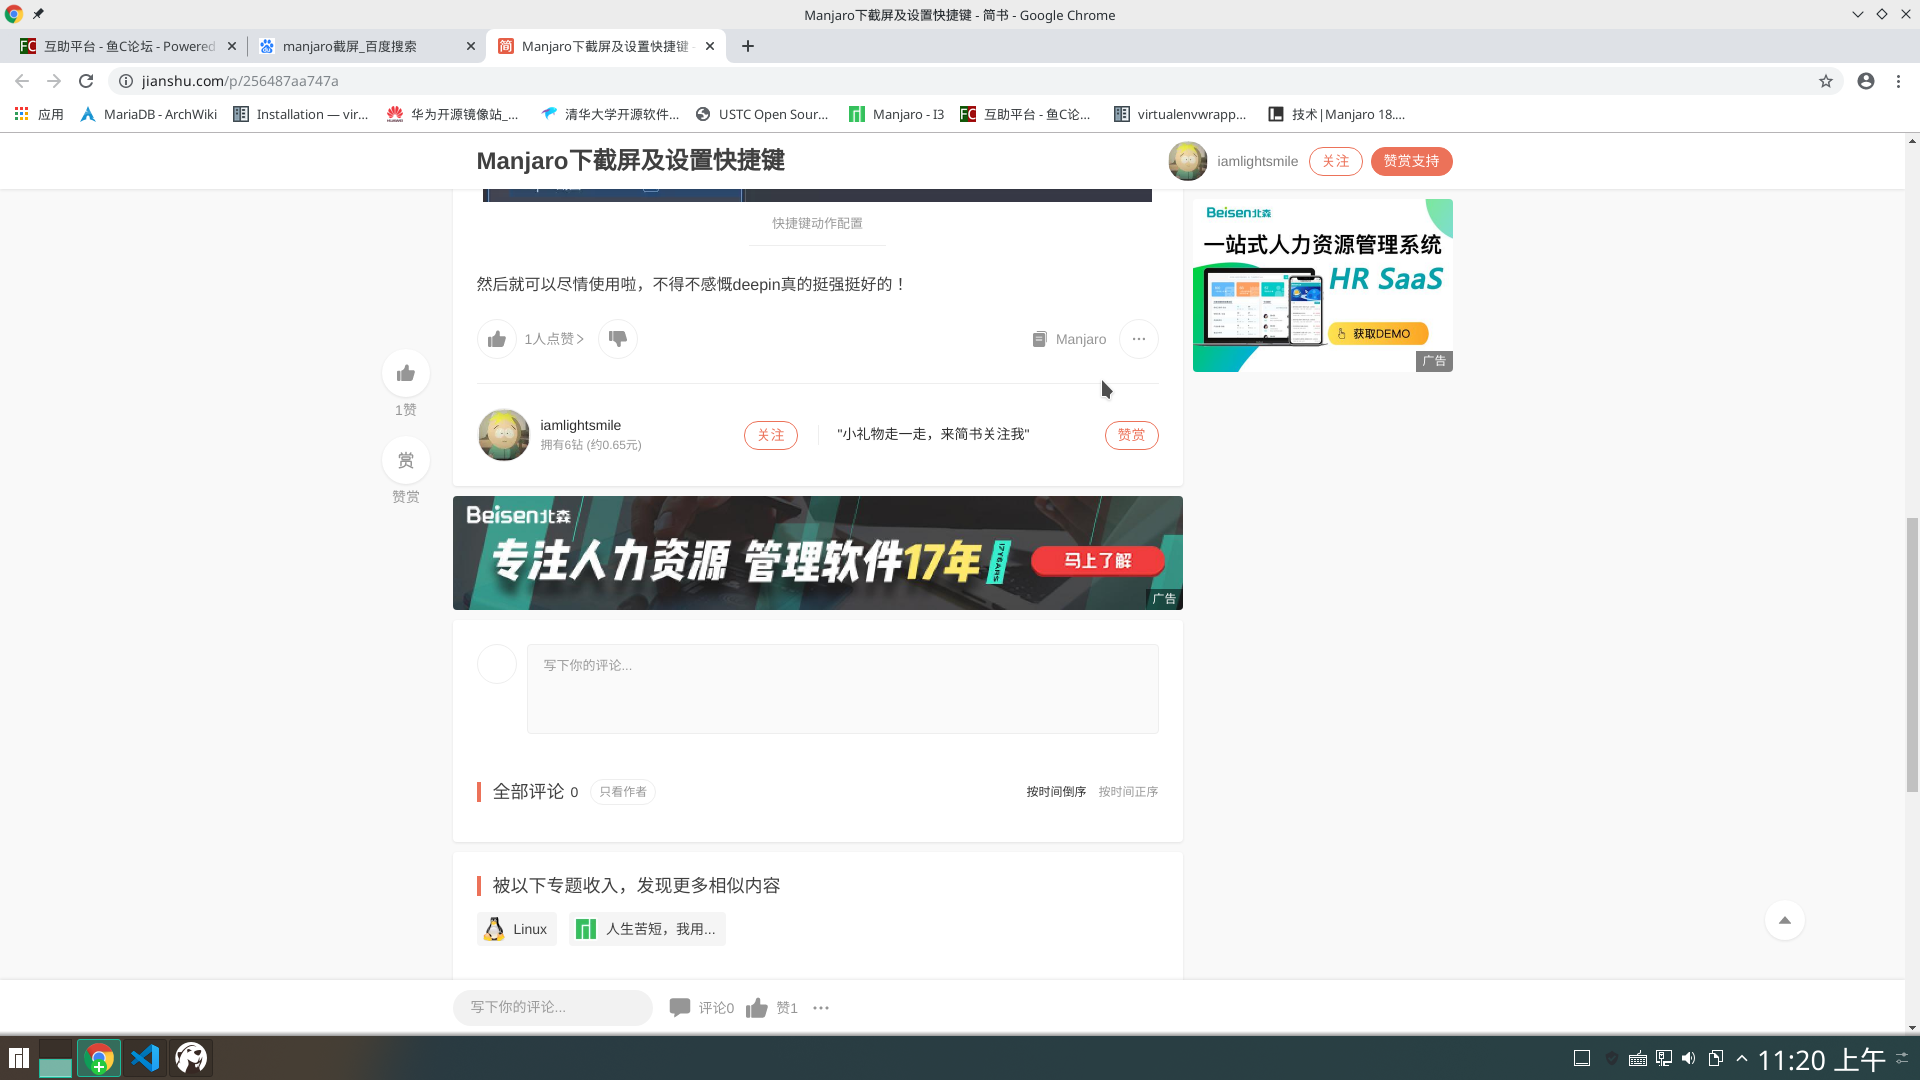 Manjaro下截屏及设置快捷键 - 简书 - Google Chrome
互助平台 - 鱼C论坛 - Powered
manjaro截屏_百度搜索
Manjaro下截屏及设置快捷键 -
jianshu.com/p/256487aa747a
应用
MariaDB - ArchWiki
Installation — vir...
华为开源镜像站_...
清华大学开源软件...
USTC Open Sour...
Manjaro - I3
互助平台 - 鱼C论...
virtualenvwrapp...
技术|Manjaro 18....
Manjaro下截屏及设置快捷键
iamlightsmile
关注
赞赏支持
快捷键动作配置
然后就可以尽情使用啦，不得不感慨deepin真的挺强挺好的！
1人点赞>
Manjaro
1赞
赏
赞赏
iamlightsmile
拥有6钻 (约0.65元)
关注
"小礼物走一走，来简书关注我"
赞赏
Beisen北森
一站式人力资源管理系统
HR SaaS
获取DEMO
广告
Beisen北森
专注人力资源 管理软件17年
17YEARS
马上了解
广告
写下你的评论...
全部评论 0
只看作者
按时间倒序
按时间正序
被以下专题收入，发现更多相似内容
Linux
人生苦短，我用...
写下你的评论...
评论0
赞1
11:20 上午